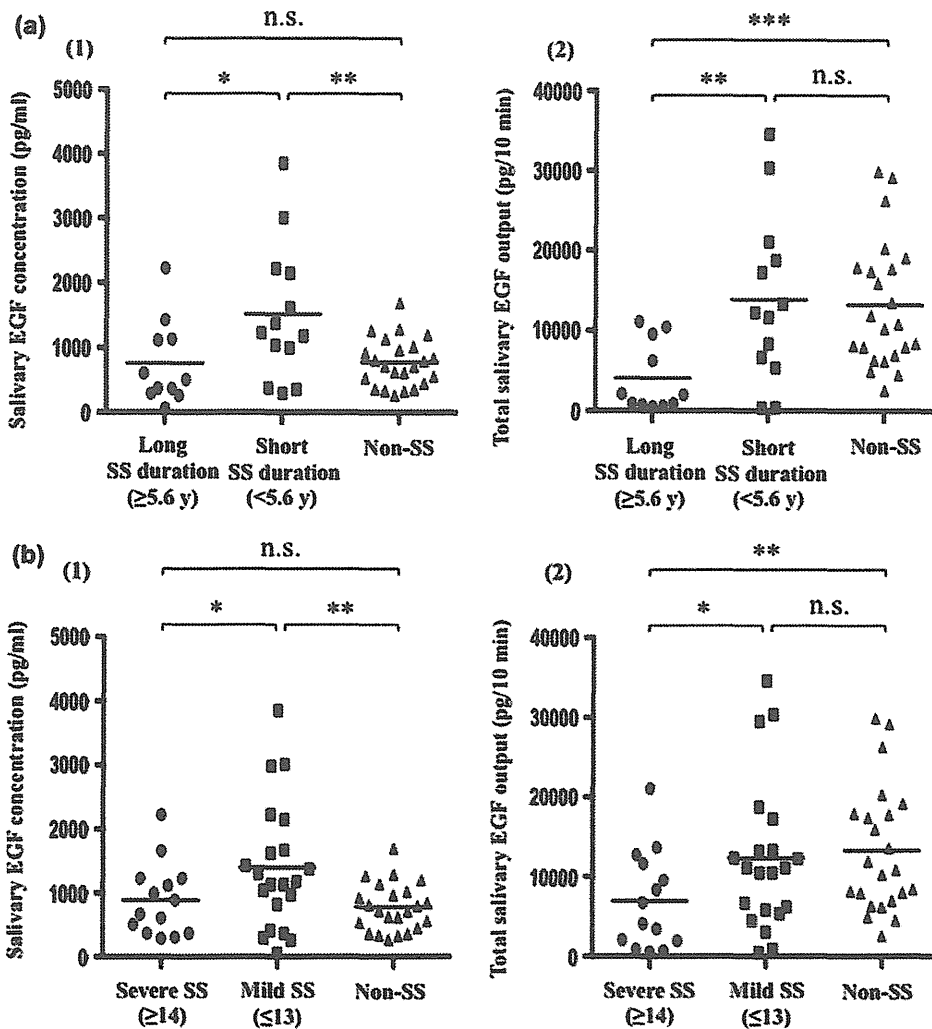 (a)
n.s.
(1)
* **
Salivary EGF concentration (pg/ml)
5000
4000
3000
2000
1000
0
Long
SS duration
(≥5.6 y)
Short
SS duration
(<5.6 y)
Non-SS
***
(2)
** n.s.
Total salivary EGF output (pg/10 min)
40000
30000
20000
10000
0
Long
SS duration
(≥5.6 y)
Short
SS duration
(<5.6 y)
Non-SS
(b)
n.s.
(1)
* **
Salivary EGF concentration (pg/ml)
5000
4000
3000
2000
1000
0
Severe SS
(≥14)
Mild SS
(≤13)
Non-SS
**
(2)
* n.s.
Total salivary EGF output (pg/10 min)
40000
30000
20000
10000
0
Severe SS
(≥14)
Mild SS
(≤13)
Non-SS